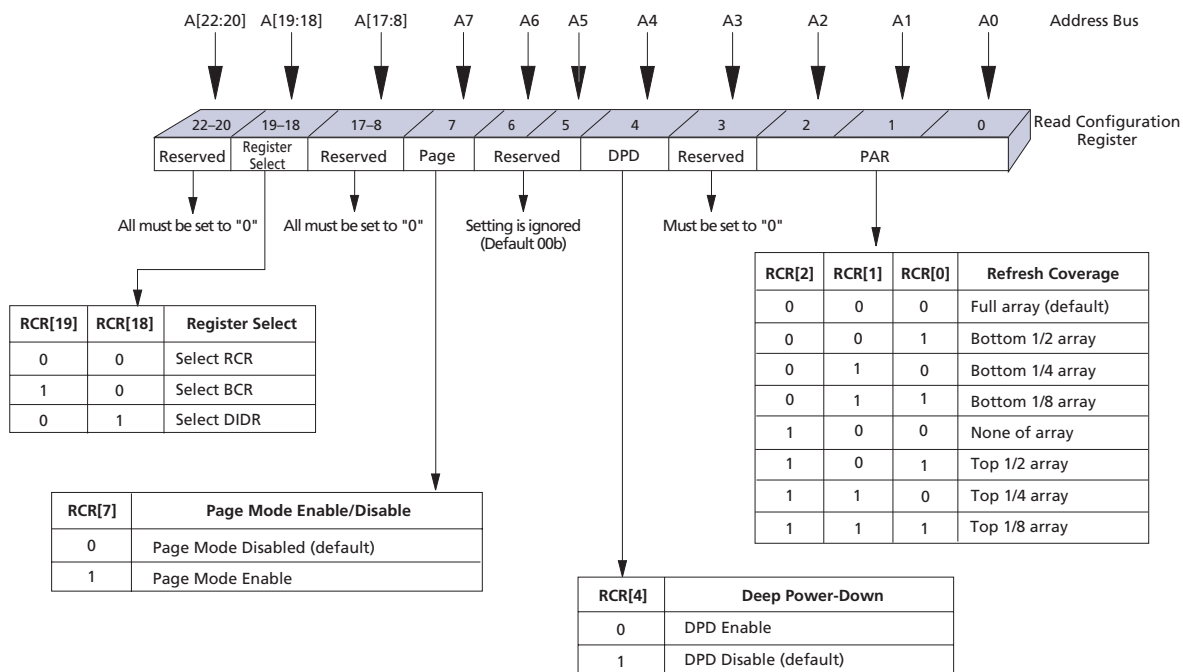 A[22:20] A[19:18] A[17:8] A7 A6 A5 A4 A3 A2 A1 A0 Address Bus
22–20 19–18 17–8 7 6 5 4 3 2 1 0
Read Configuration
Register
Reserved Register Select Reserved Page Reserved DPD Reserved PAR
All must be set to "0" All must be set to "0" Setting is ignored Must be set to "0"
(Default 00b)
RCR[19] RCR[18] Register Select
0 0 Select RCR
1 0 Select BCR
0 1 Select DIDR
RCR[2] RCR[1] RCR[0] Refresh Coverage
0 0 0 Full array (default)
0 0 1 Bottom 1/2 array
0 1 0 Bottom 1/4 array
0 1 1 Bottom 1/8 array
1 0 0 None of array
1 0 1 Top 1/2 array
1 1 0 Top 1/4 array
1 1 1 Top 1/8 array
RCR[7] Page Mode Enable/Disable
0 Page Mode Disabled (default)
1 Page Mode Enable
RCR[4] Deep Power-Down
0 DPD Enable
1 DPD Disable (default)